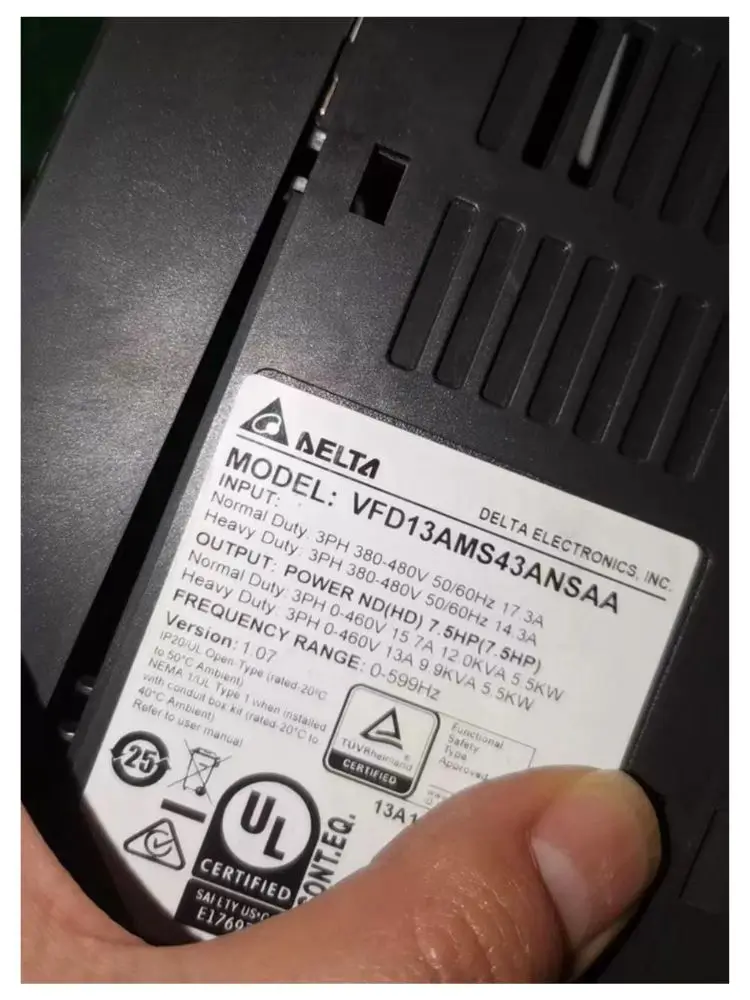 DELTA
DELTA ELECTRONICS, INC.
MODEL: VFD13AMS43ANSAA
INPUT:
Normal Duty: 3PH 380-480V 50/60Hz 17.3A
Heavy Duty: 3PH 380-480V 50/60Hz 14.3A
OUTPUT: POWER ND(HD) 7.5HP(7.5HP)
Normal Duty: 3PH 0-460V 15.7A 12.0KVA 5.5KW
Heavy Duty: 3PH 0-460V 13A 9.9KVA 5.5KW
FREQUENCY RANGE: 0-599Hz
Version: 1.07
IP20/UL Open Type (rated-20°C
to 50°C Ambient)
NEMA 1/UL Type 1 when installed
with conduit box kit (rated-20°C to
40°C Ambient)
Refer to user manual
TÜVRheinland
CERTIFIED
Functional
Safety
Type
Approved
25
13A1
UL
CERTIFIED
SAFETY US
E1769
CONT.EQ.